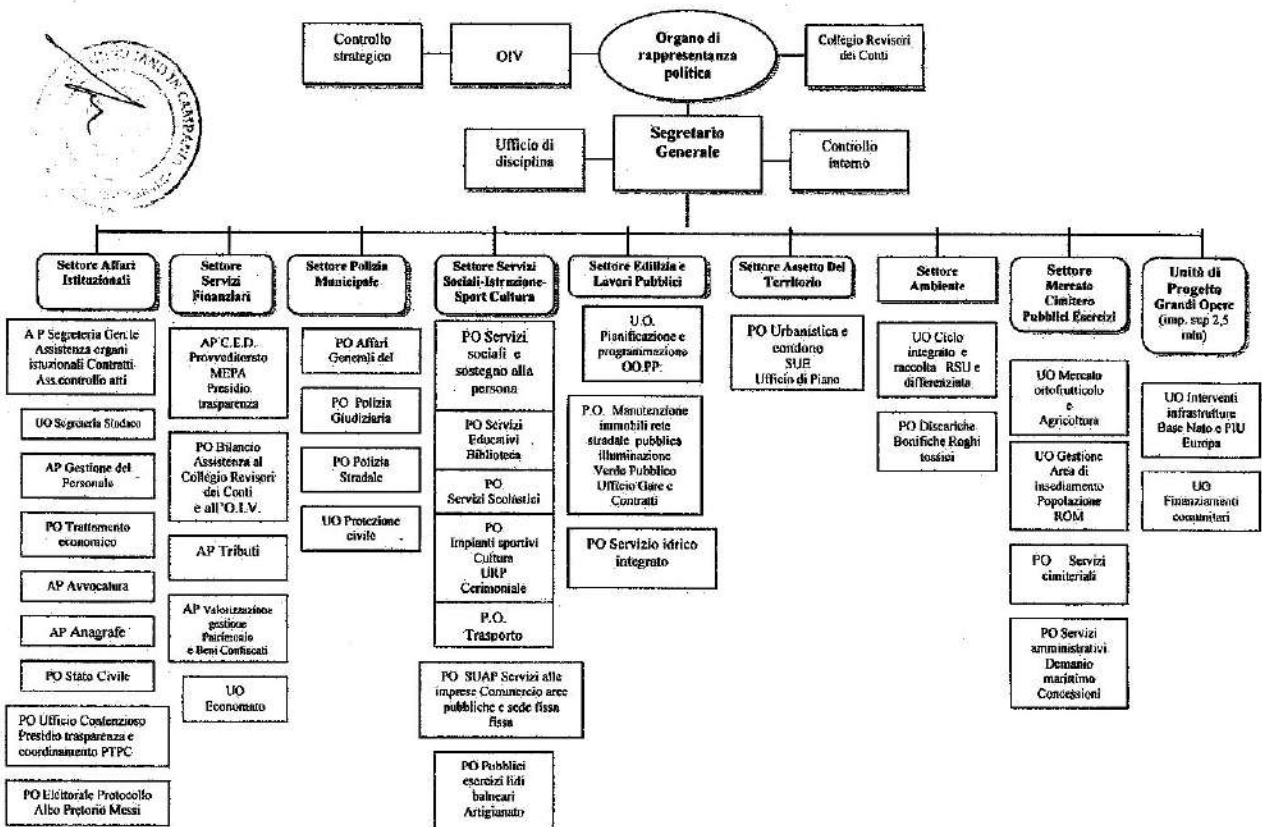 Controllo
strategico
OIV
Organo di
rappresentanza
politica
Collegio Revisori
dei Conti
Ufficio di
disciplina
Segretario
Generale
Controllo
interno
IN CAMPANIA
Settore Affari
Istituzionali
Settore
Servizi
Finanziari
Settore Polizia
Municipale
Settore Servizi
Sociali-Istruzione-
Sport Cultura
Settore Edilizia e
Lavori Pubblici
Settore Assetto Del
Territorio
Settore
Ambiente
Settore
Mercato
Cimitero
Pubblici Esercizi
Unità di
Progetto
Grandi Opere
(imp. sup 2,5
mln)
A P Segreteria Gen.le
Assistenza organi
istuzionali Contratti-
Ass.controllo atti
UO Segreteria Sindaco
AP Gestione del
Personale
PO Trattamento
economico
AP Avvocatura
AP Anagrafe
PO Stato Civile
PO Ufficio Contenzioso
Presidio trasparenza e
coordinamento PTPC
PO Elettorale Protocollo
Albo Pretorio Messi
AP C.E.D.
Provveditorato
MEPA
Presidio
trasparenza
PO Bilancio
Assistenza al
Collegio Revisori
dei Conti
e all'O.I.V.
AP Tributi
AP Valorizzazione
gestione
Patrimonio
e Beni Confiscati
UO
Economato
PO Affari
Generali del
PO Polizia
Giudiziaria
PO Polizia
Stradale
UO Protezione
civile
PO Servizi
sociali e
sostegno alla
persona
PO Servizi
Educativi
Biblioteca
PO
Servizi Scolastici
PO
Impianti sportivi
Cultura
URP
Cerimoniale
P.O.
Trasporto
PO SUAP Servizi alle
imprese Commercio aree
pubbliche e sede fissa
fissa
PO Pubblici
esercizi lidi
balneari
Artigianato
U.O.
Pianificazione e
programmazione
OO.PP.
P.O. Manutenzione
immobili rete
stradale pubblica
illuminazione
Verde Pubblico
Ufficio Gare e
Contratti
PO Servizio idrico
integrato
PO Urbanistica e
condono
SUE
Ufficio di Piano
UO Ciclo
integrato e
raccolta RSU e
differenziata
PO Discariche
Bonifiche Roghi
tossici
UO Mercato
ortofrutticolo
e
Agricoltura
UO Gestione
Area di
insediamento
Popolazione
ROM
PO Servizi
cimiteriali
PO Servizi
amministrativi
Demanio
marittimo
Concessioni
UO Interventi
infrastrutture
Base Nato e PIU
Europa
UO
Finanziamenti
comunitari